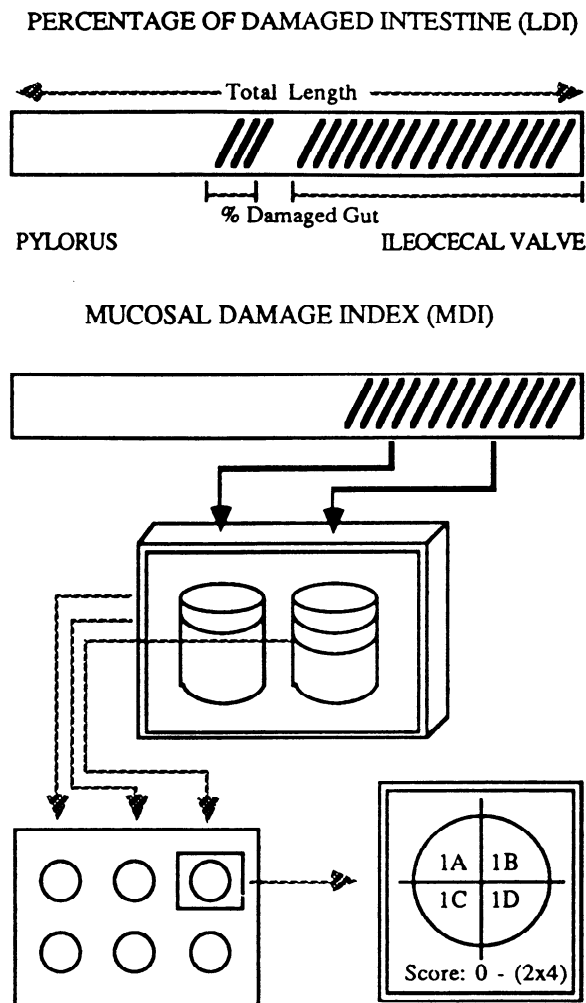 PERCENTAGE OF DAMAGED INTESTINE (LDI)
Total Length
% Damaged Gut
PYLORUS ILEOCECAL VALVE
MUCOSAL DAMAGE INDEX (MDI)
1A 1B
1C 1D
Score: 0 - (2x4)